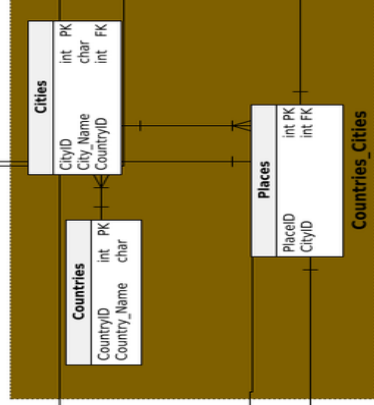 Cities
CityID int PK
City_Name char
CountryID int FK
Countries
CountryID int PK
Country_Name char
Places
PlaceID int PK
CityID int FK
Countries_Cities